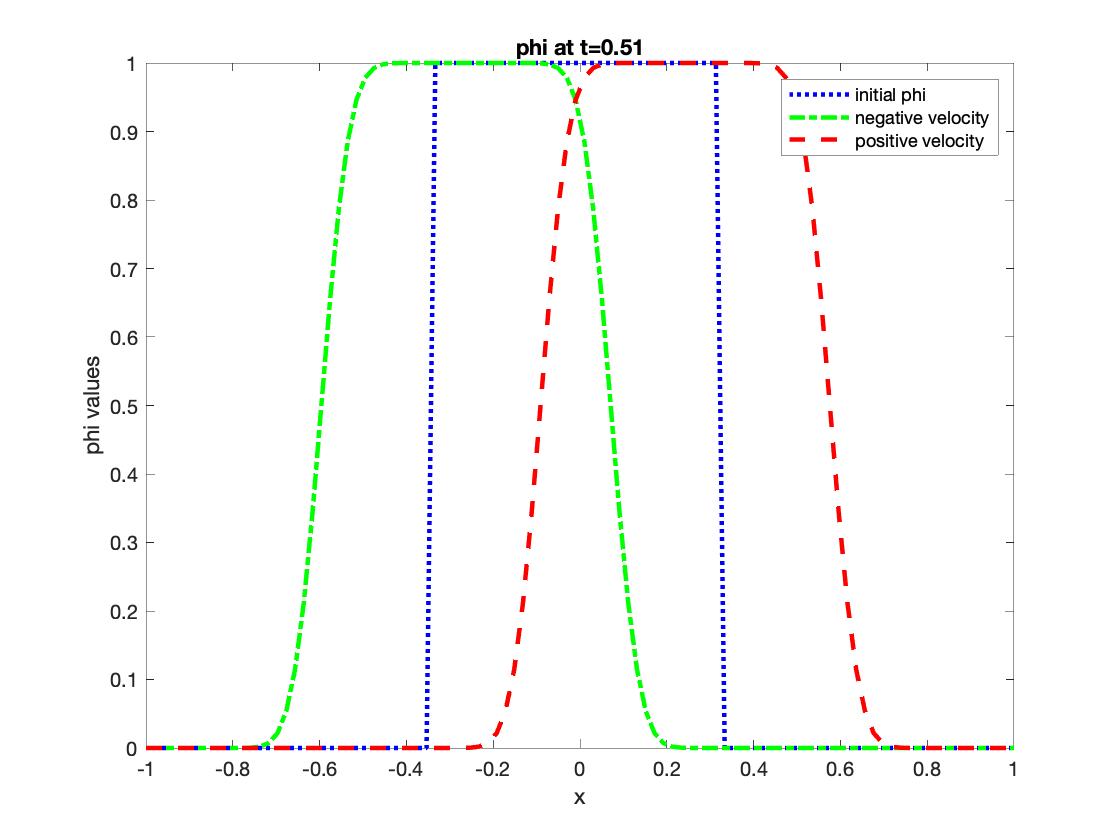 phi at t=0.51
initial phi
negative velocity
positive velocity
1
0.9
0.8
0.7
0.6
0.5
0.4
0.3
0.2
0.1
0
phi values
-1 -0.8 -0.6 -0.4 -0.2 0 0.2 0.4 0.6 0.8 1
x